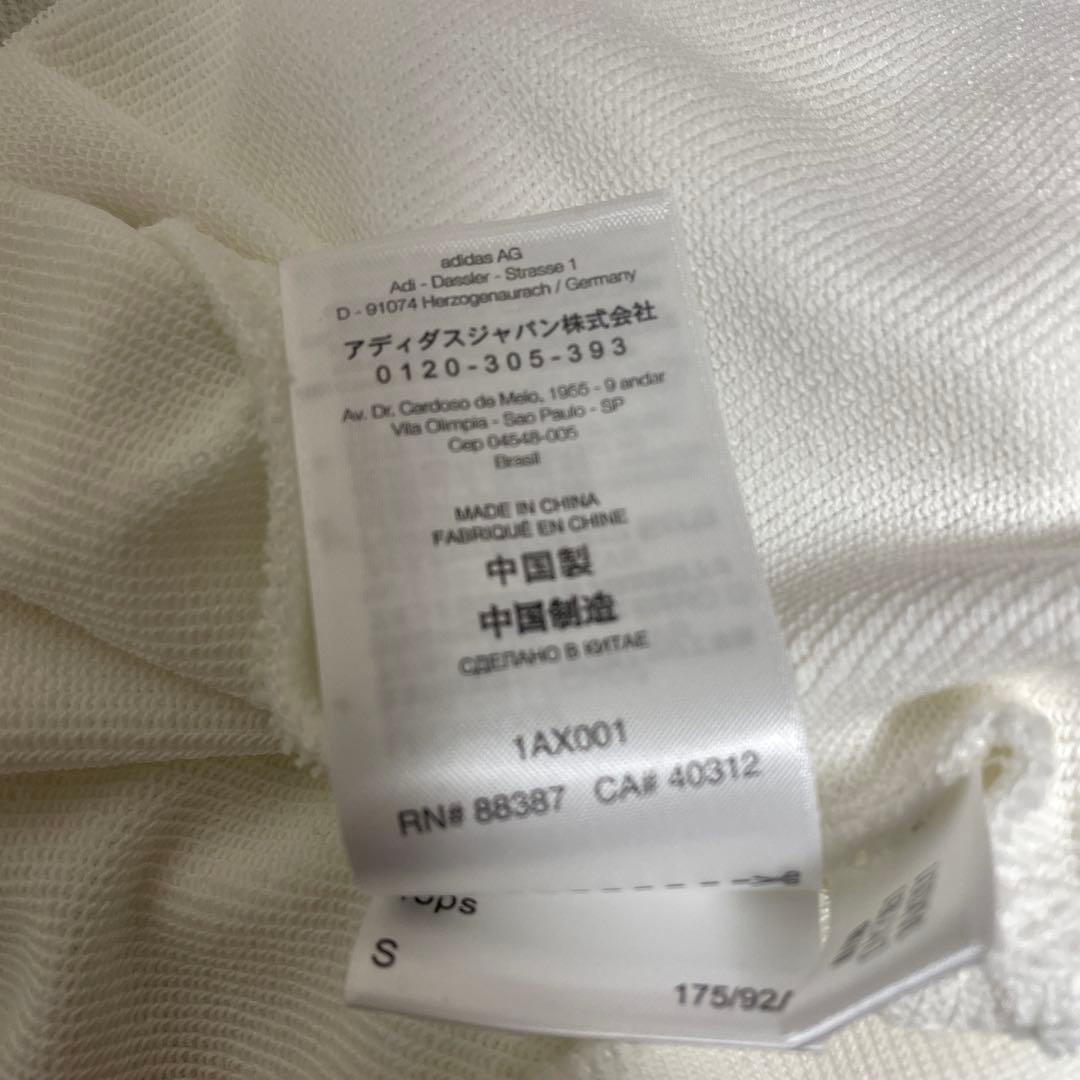 adidas AG
Adi - Dassler - Strasse 1
D - 91074 Herzogenaurach / Germany
アディダスジャパン株式会社
0120-305-393
Av. Dr. Cardoso de Melo, 1955 - 9 andar
Vila Olimpia - Sao Paulo - SP
Cep 04548-005
Brasil
MADE IN CHINA
FABRIQUÉ EN CHINE
中国製
中国制造
СДЕЛАНО В КИТАЕ
1AX001
RN# 88387 CA# 40312
S
175/92/